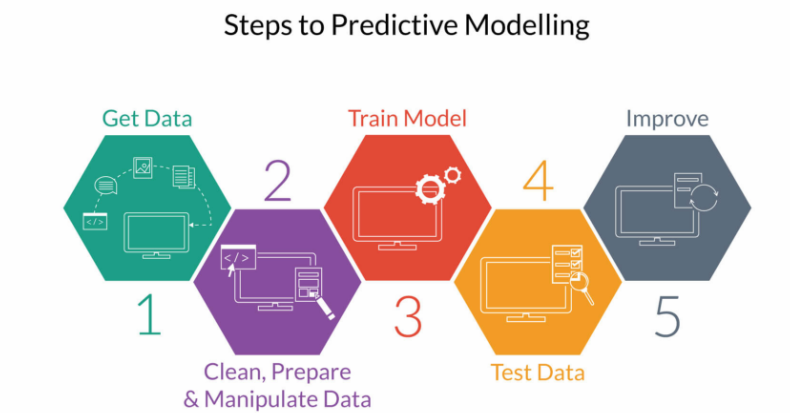 Steps to Predictive Modelling
Get Data
1
</>
2
</>
Clean, Prepare
& Manipulate Data
Train Model
3
4
Test Data
Improve
5